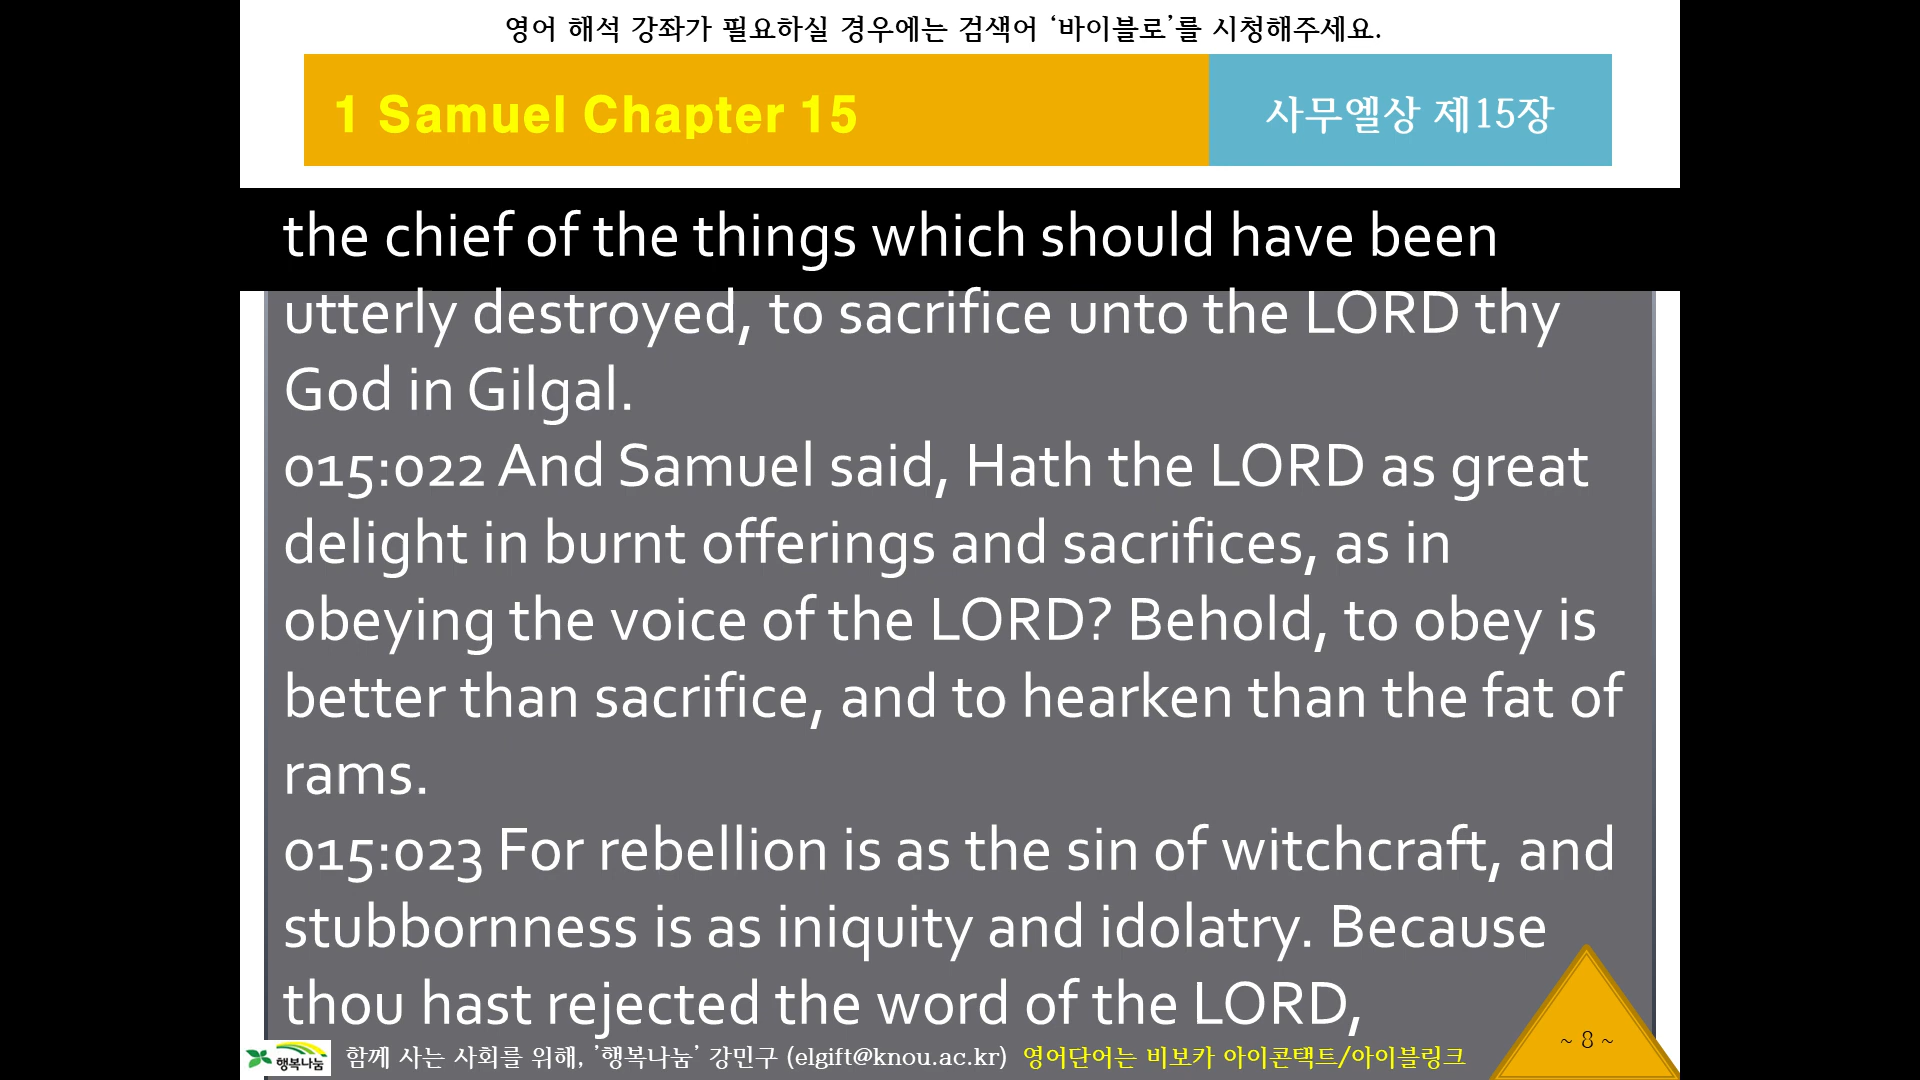 영어 해석 강좌가 필요하실 경우에는 검색어 ‘바이블로’를 시청해주세요.
1 Samuel Chapter 15
사무엘상 제15장
the chief of the things which should have been
utterly destroyed, to sacrifice unto the LORD thy
God in Gilgal.
015:022 And Samuel said, Hath the LORD as great
delight in burnt offerings and sacrifices, as in
obeying the voice of the LORD? Behold, to obey is
better than sacrifice, and to hearken than the fat of
rams.
015:023 For rebellion is as the sin of witchcraft, and
stubbornness is as iniquity and idolatry. Because
thou hast rejected the word of the LORD,
~ 8 ~
행복나눔
함께 사는 사회를 위해, ’행복나눔’ 강민구 (elgift@knou.ac.kr) 영어단어는 비보카 아이콘택트/아이블링크